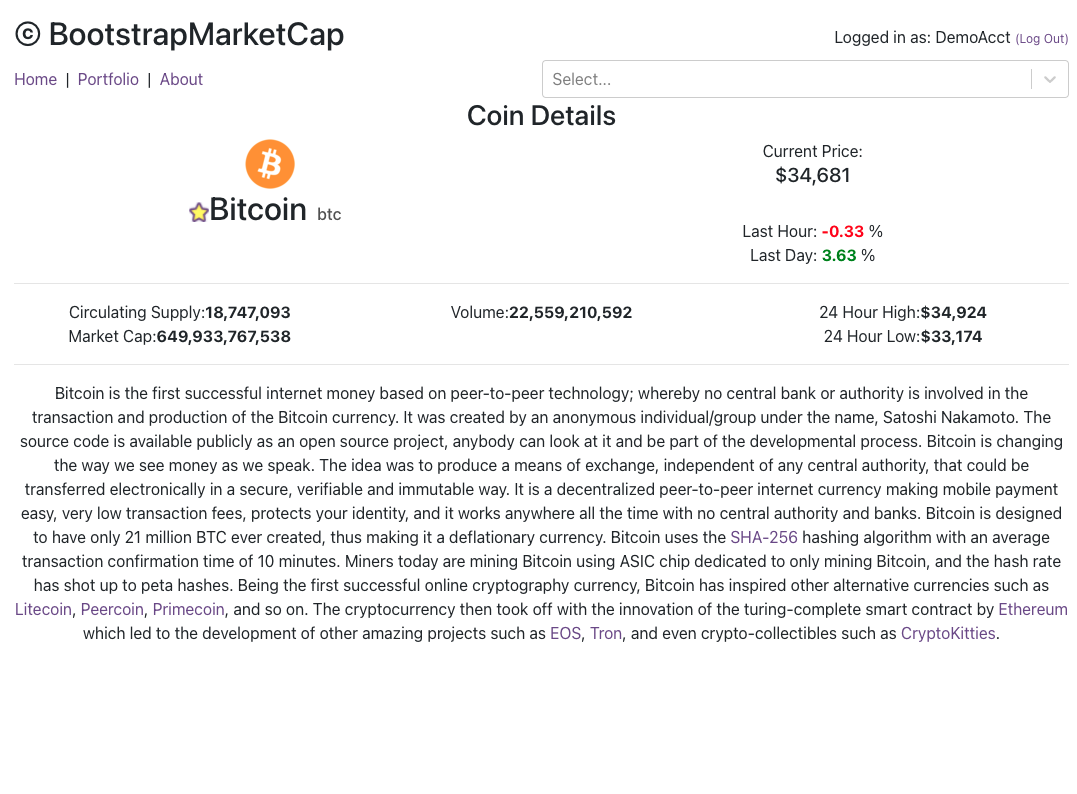 © BootstrapMarketCap
Logged in as: DemoAcct (Log Out)
Home | Portfolio | About
Select...
Coin Details
Current Price:
$34,681
Bitcoin btc
Last Hour: -0.33 %
Last Day: 3.63 %
Circulating Supply:18,747,093
Market Cap:649,933,767,538
Volume:22,559,210,592
24 Hour High:$34,924
24 Hour Low:$33,174
Bitcoin is the first successful internet money based on peer-to-peer technology; whereby no central bank or authority is involved in the
transaction and production of the Bitcoin currency. It was created by an anonymous individual/group under the name, Satoshi Nakamoto. The
source code is available publicly as an open source project, anybody can look at it and be part of the developmental process. Bitcoin is changing
the way we see money as we speak. The idea was to produce a means of exchange, independent of any central authority, that could be
transferred electronically in a secure, verifiable and immutable way. It is a decentralized peer-to-peer internet currency making mobile payment
easy, very low transaction fees, protects your identity, and it works anywhere all the time with no central authority and banks. Bitcoin is designed
to have only 21 million BTC ever created, thus making it a deflationary currency. Bitcoin uses the SHA-256 hashing algorithm with an average
transaction confirmation time of 10 minutes. Miners today are mining Bitcoin using ASIC chip dedicated to only mining Bitcoin, and the hash rate
has shot up to peta hashes. Being the first successful online cryptography currency, Bitcoin has inspired other alternative currencies such as
Litecoin, Peercoin, Primecoin, and so on. The cryptocurrency then took off with the innovation of the turing-complete smart contract by Ethereum
which led to the development of other amazing projects such as EOS, Tron, and even crypto-collectibles such as CryptoKitties.